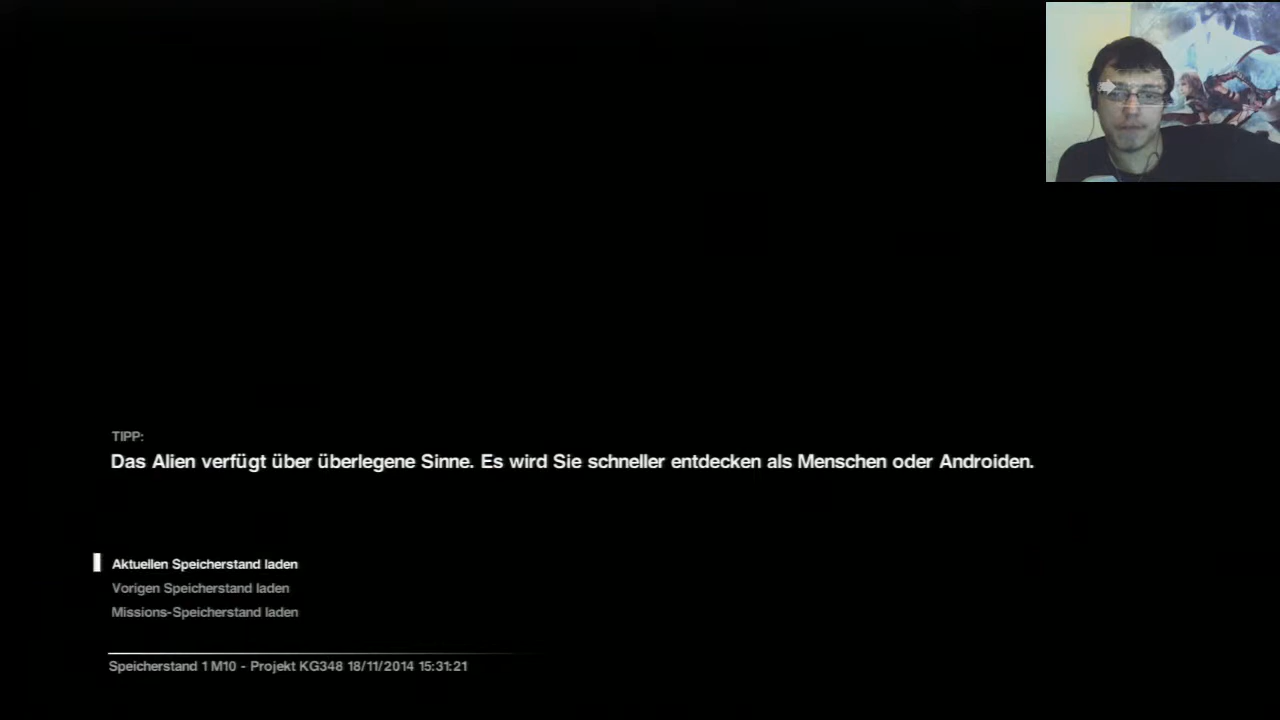 TIPP:
Das Alien verfügt über überlegene Sinne. Es wird Sie schneller entdecken als Menschen oder Androiden.
Aktuellen Speicherstand laden
Vorigen Speicherstand laden
Missions-Speicherstand laden
Speicherstand 1 M10 - Projekt KG348 18/11/2014 15:31:21